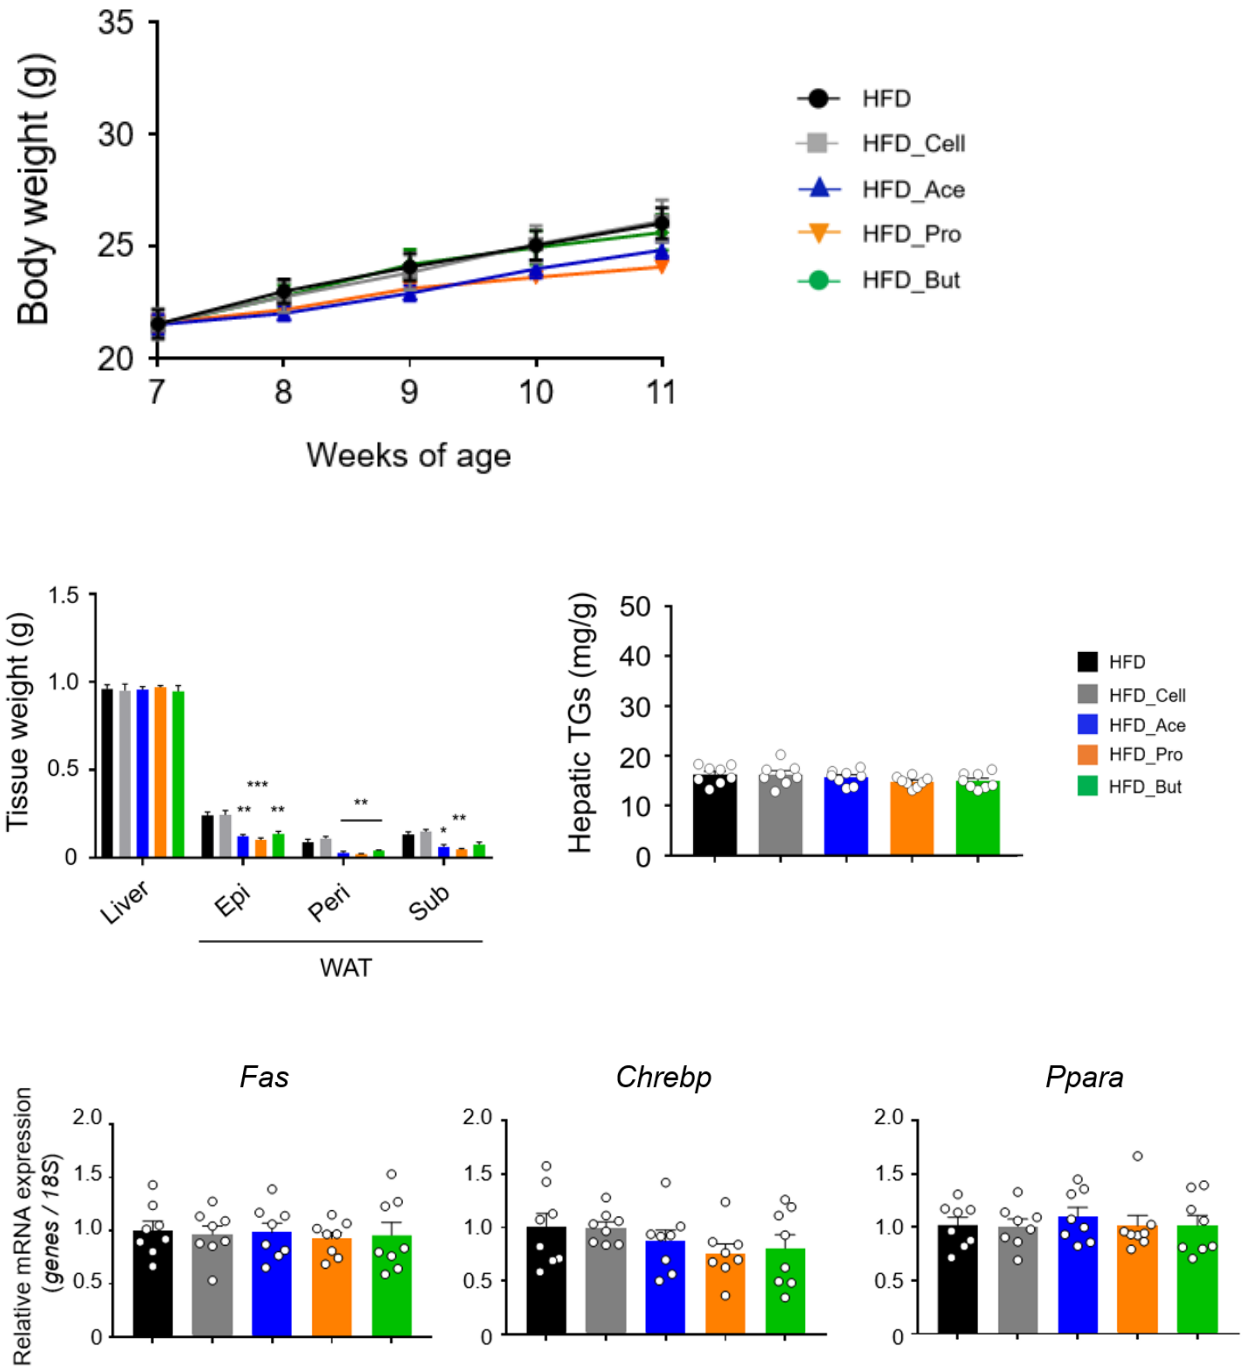 Body weight (g)
35
30
25
20
7 8 9 10 11
Weeks of age
HFD
HFD_Cell
HFD_Ace
HFD_Pro
HFD_But
Tissue weight (g)
1.5
1.0
0.5
0
***
** **
**
**
*
Liver Epi Peri Sub
WAT
Hepatic TGs (mg/g)
50
40
30
20
10
0
HFD
HFD_Cell
HFD_Ace
HFD_Pro
HFD_But
Relative mRNA expression
(genes / 18S)
Fas
2.0
1.5
1.0
0.5
0
Chrebp
2.0
1.5
1.0
0.5
0
Ppara
2.0
1.5
1.0
0.5
0